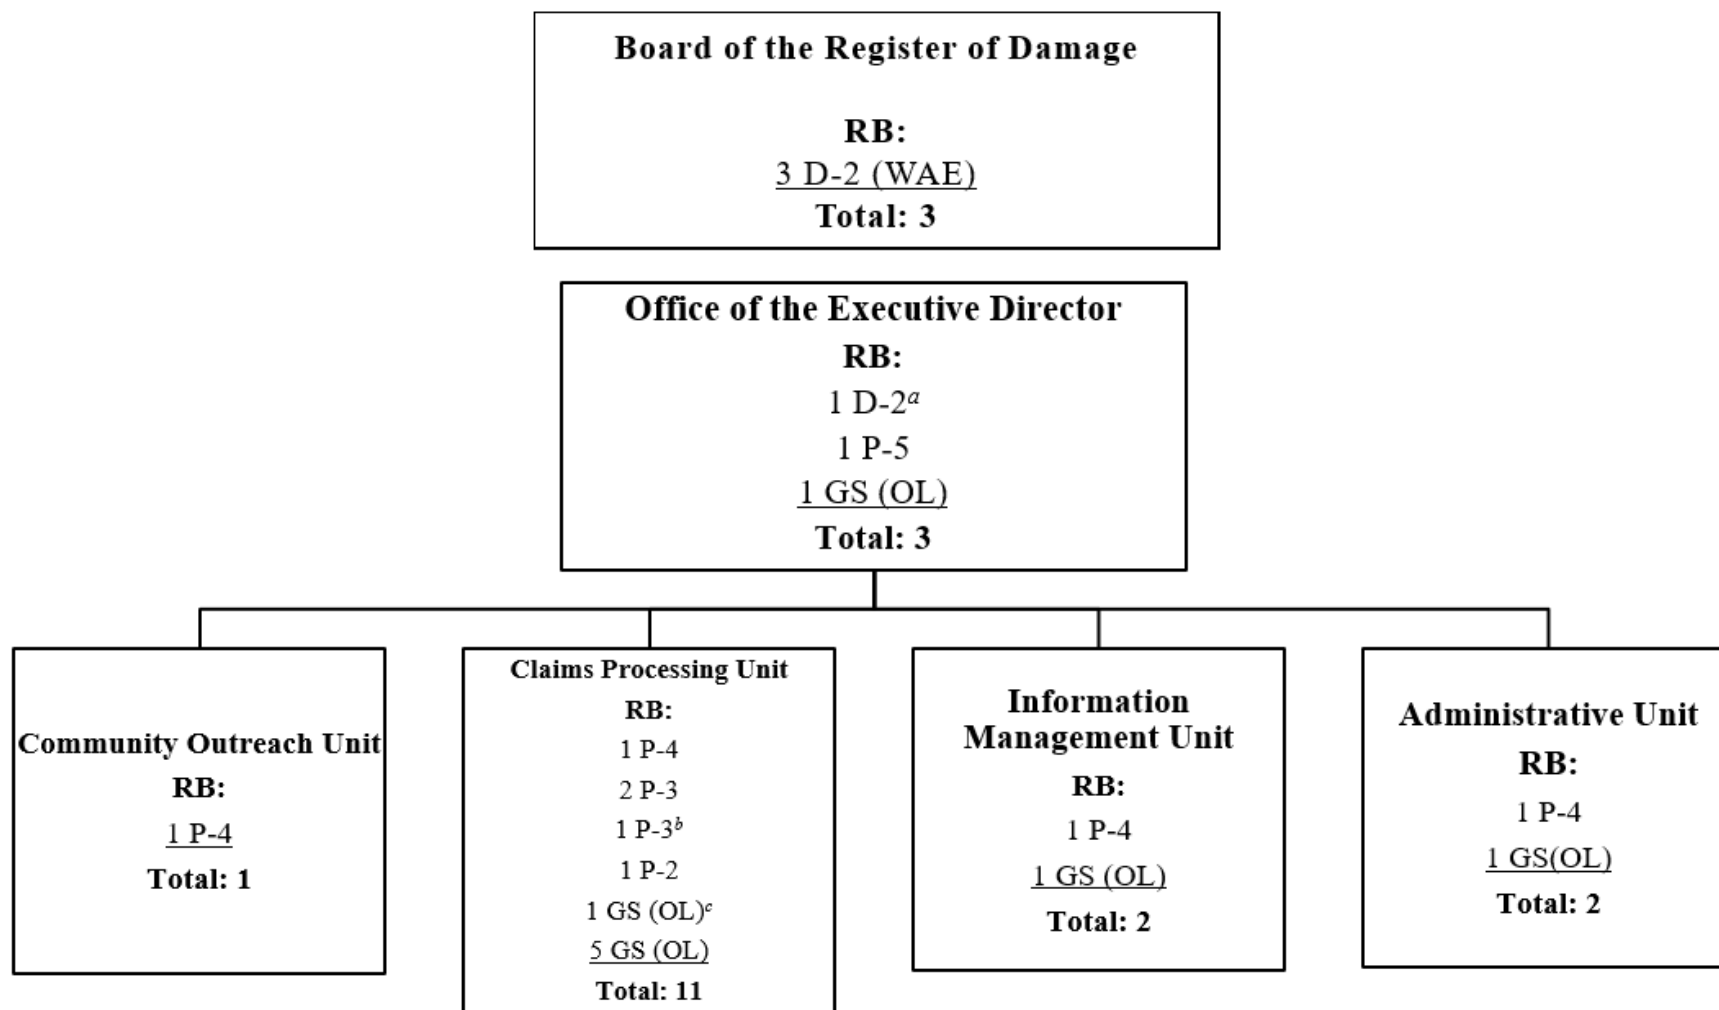 Board of the Register of Damage
RB:
3 D-2 (WAE)
Total: 3
Office of the Executive Director
RB:
1 D-2ᵃ
1 P-5
1 GS (OL)
Total: 3
Community Outreach Unit
RB:
1 P-4
Total: 1
Claims Processing Unit
RB:
1 P-4
2 P-3
1 P-3ᵇ
1 P-2
1 GS (OL)ᶜ
5 GS (OL)
Total: 11
Information
Management Unit
RB:
1 P-4
1 GS (OL)
Total: 2
Administrative Unit
RB:
1 P-4
1 GS(OL)
Total: 2